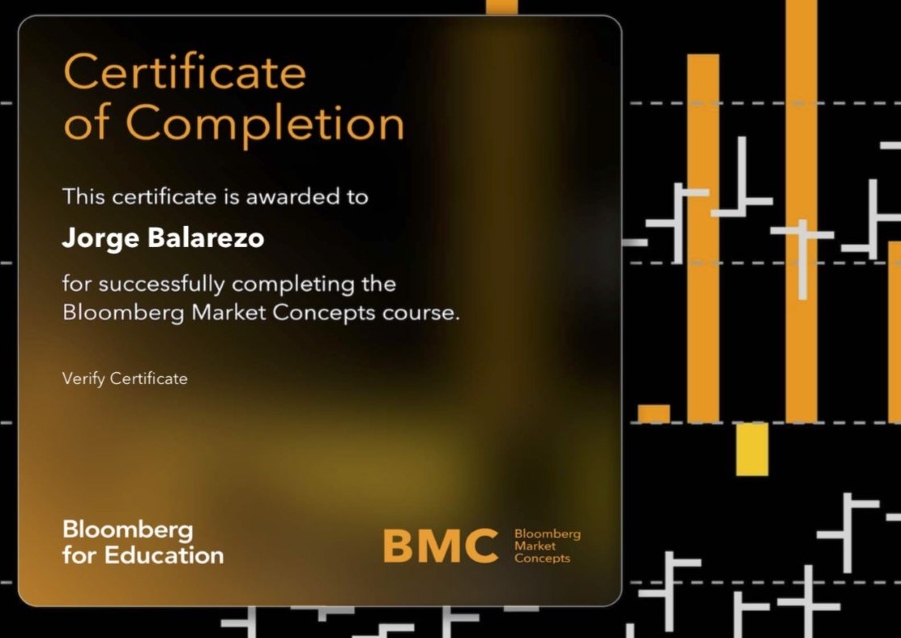 Certificate
of Completion
This certificate is awarded to
Jorge Balarezo
for successfully completing the
Bloomberg Market Concepts course.
Verify Certificate
Bloomberg
for Education
BMC
Bloomberg
Market
Concepts